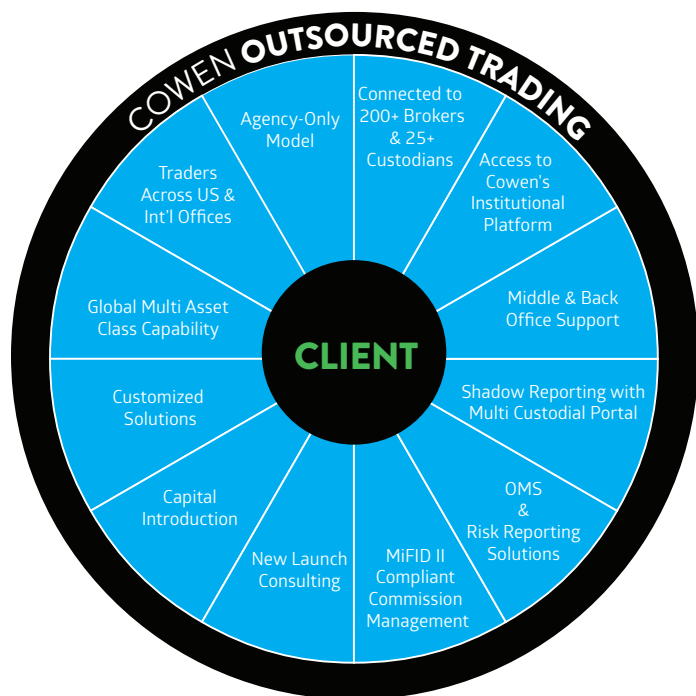 COWEN OUTSOURCED TRADING
Connected to
200+ Brokers
& 25+
Custodians
Access to
Cowen's
Institutional
Platform
Middle & Back
Office Support
Shadow Reporting with
Multi Custodial Portal
OMS
&
Risk Reporting
Solutions
MiFID II
Compliant
Commission
Management
New Launch
Consulting
Capital
Introduction
Customized
Solutions
Global Multi Asset
Class Capability
Traders
Across US &
Int'l Offices
Agency-Only
Model
CLIENT